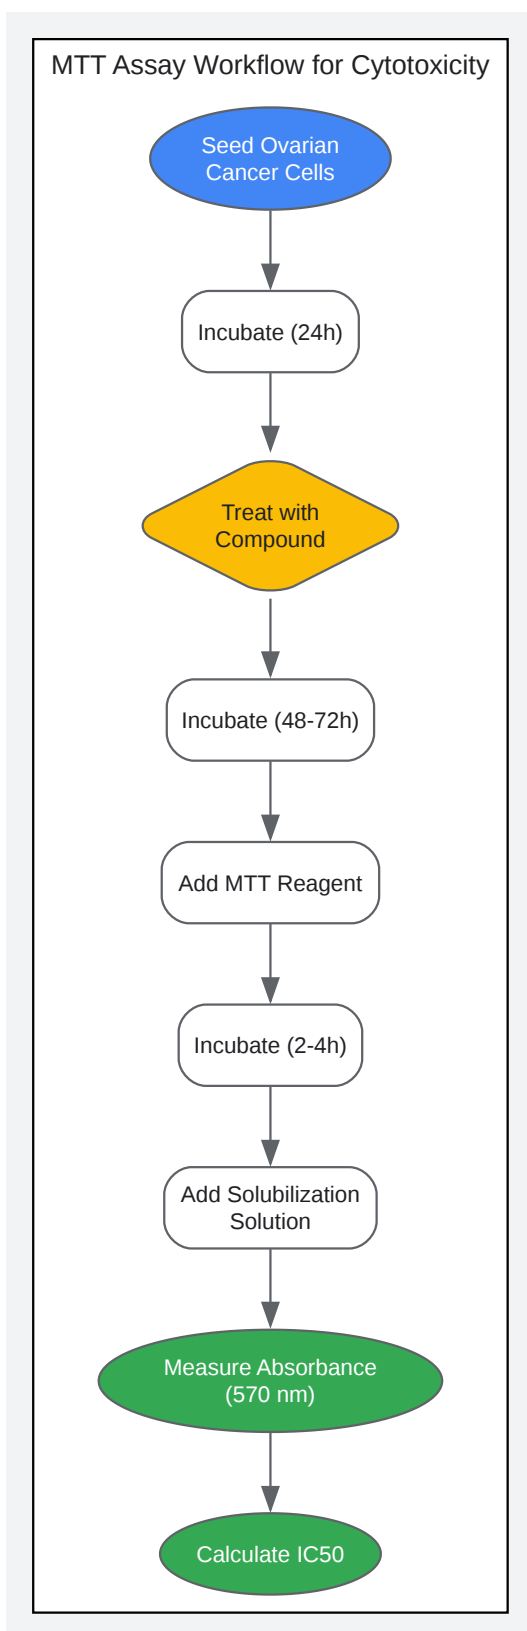 MTT Assay Workflow for Cytotoxicity
Seed Ovarian
Cancer Cells
Incubate (24h)
Treat with
Compound
Incubate (48-72h)
Add MTT Reagent
Incubate (2-4h)
Add Solubilization
Solution
Measure Absorbance
(570 nm)
Calculate IC50